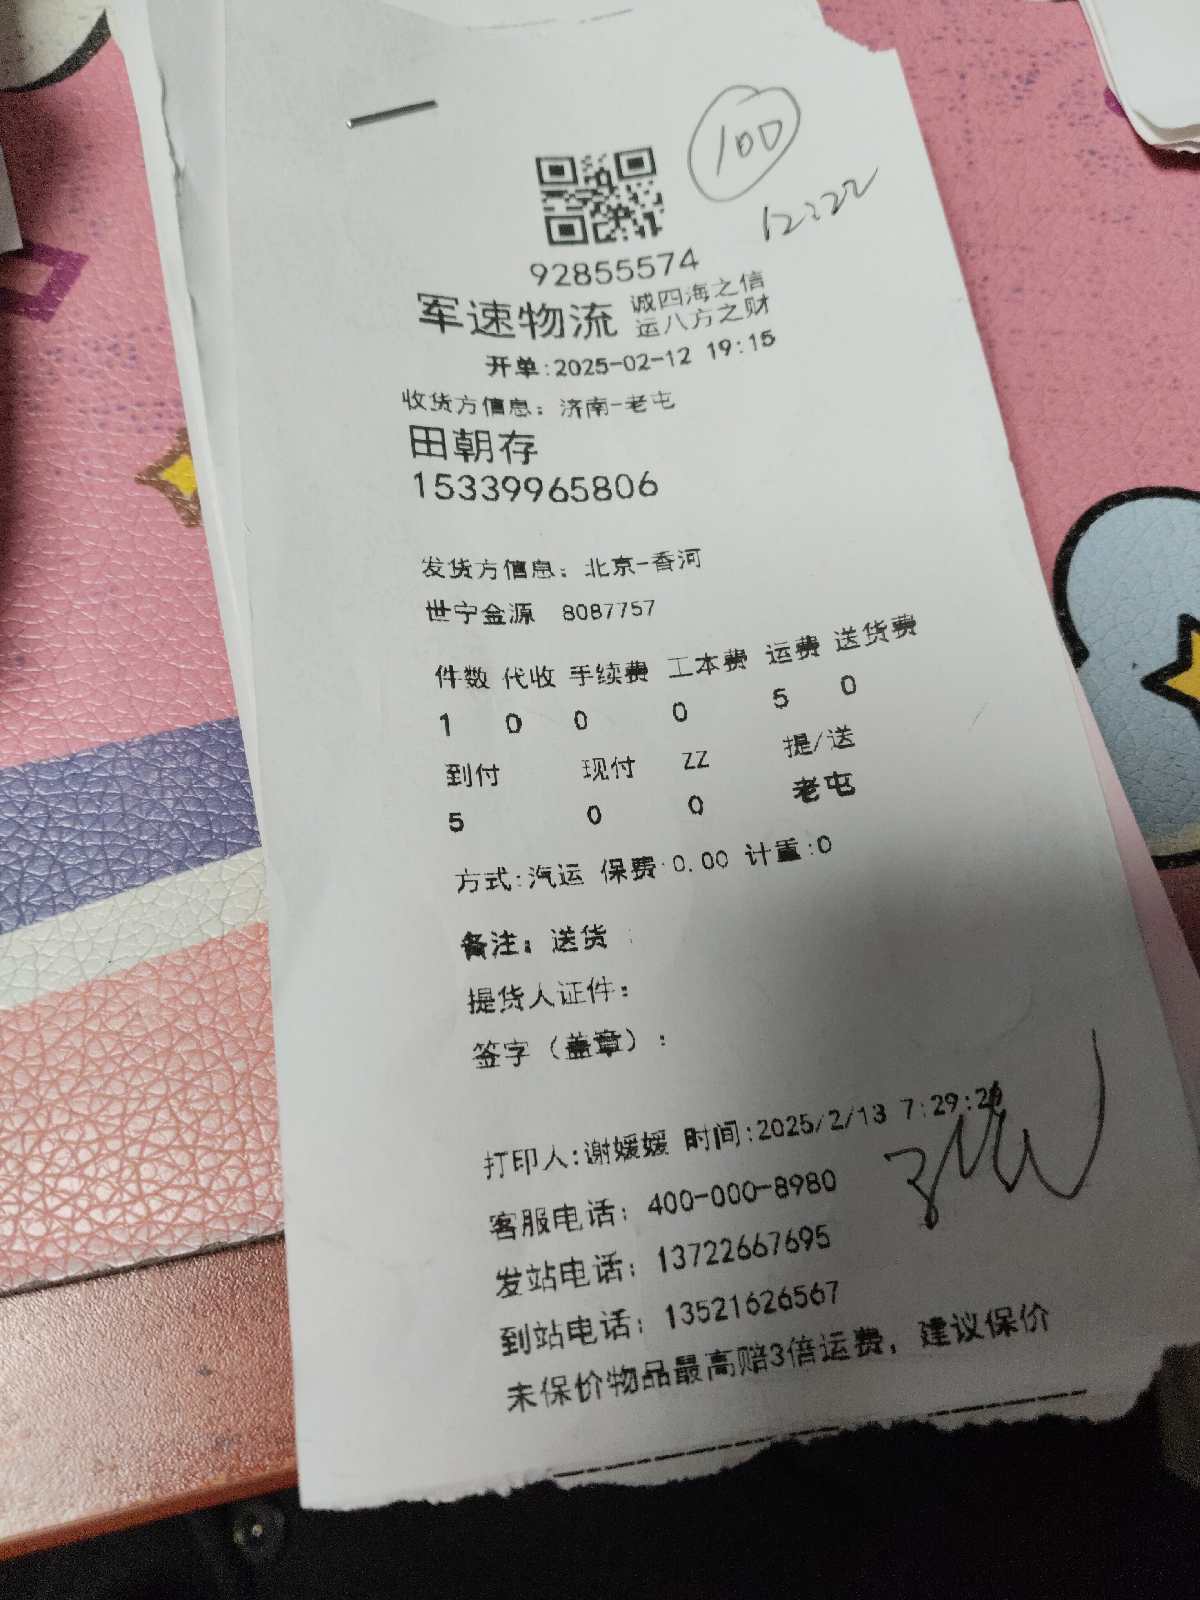 100
12:22
92855574
军速物流 诚四海之信
运八方之财
开单:2025-02-12 19:15
收货方信息: 济南-老屯
田朝存
15339965806
发货方信息: 北京-香河
世宁金源 8087757
件数 代收 手续费 工本费 运费 送货费
1 0 0 0 5 0
到付 现付 ZZ 提/送
5 0 0 老屯
方式:汽运 保费:0.00 计重:0
备注: 送货
提货人证件:
签字（盖章）:
打印人:谢媛媛 时间:2025/2/13 7:29:26
客服电话: 400-000-8980
发站电话: 13722667695
到站电话: 13521626567
未保价物品最高赔3倍运费，建议保价